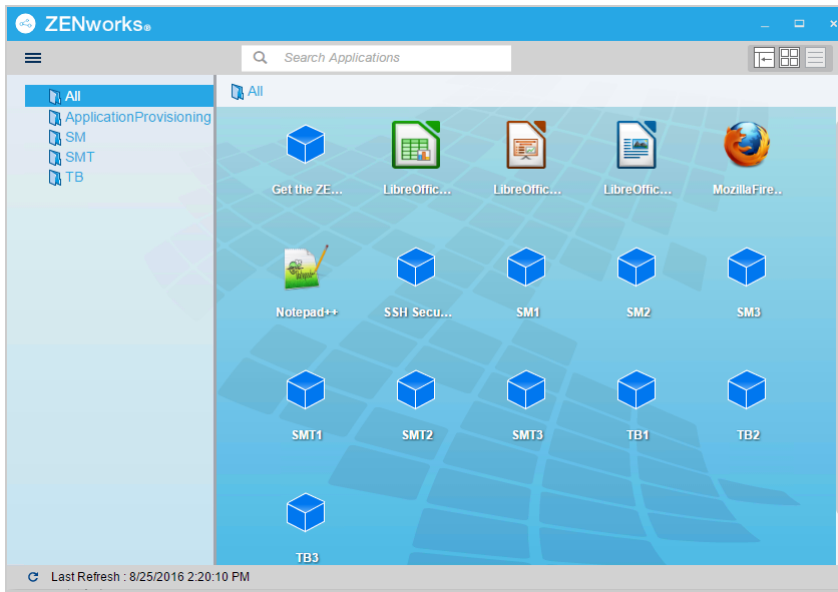 ZENworks®
Search Applications
All
ApplicationProvisioning
SM
SMT
TB
All
Get the ZE... LibreOffic... LibreOffic... LibreOffic... MozillaFire..
Notepad++ SSH Secu... SM1 SM2 SM3
SMT1 SMT2 SMT3 TB1 TB2
TB3
Last Refresh : 8/25/2016 2:20:10 PM